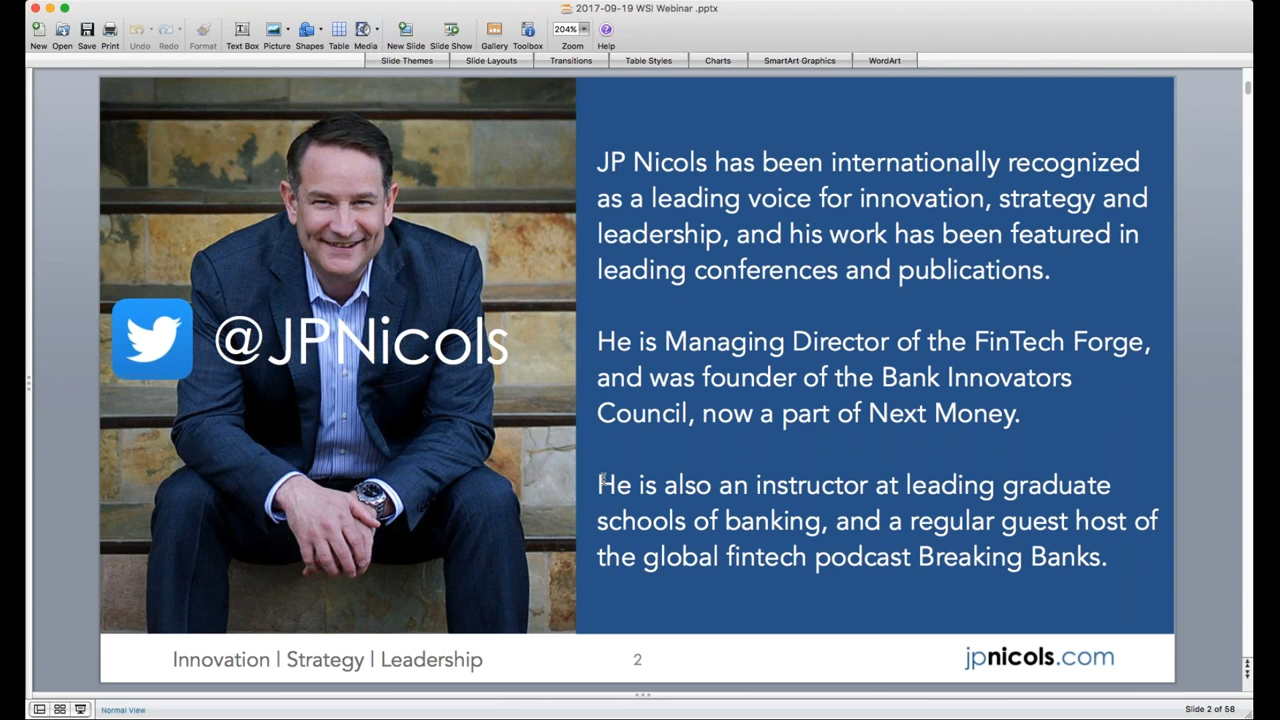 2017-09-19 WSI Webinar .pptx
204%
New Open Save Print Undo Redo Format Text Box Picture Shapes Table Media New Slide Slide Show Gallery Toolbox Zoom Help
Slide Themes Slide Layouts Transitions Table Styles Charts SmartArt Graphics WordArt
JP Nicols has been internationally recognized
as a leading voice for innovation, strategy and
leadership, and his work has been featured in
leading conferences and publications.
@JPNicols
He is Managing Director of the FinTech Forge,
and was founder of the Bank Innovators
Council, now a part of Next Money.
He is also an instructor at leading graduate
schools of banking, and a regular guest host of
the global fintech podcast Breaking Banks.
Innovation | Strategy | Leadership
2
jpnicols.com
Normal View
Slide 2 of 58